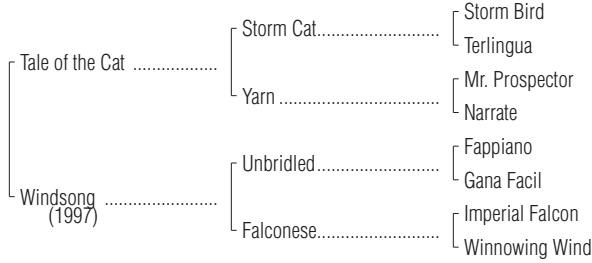 Storm Bird
Storm Cat........................................
Terlingua
Tale of the Cat .................
Mr. Prospector
Yarn ................................................
Narrate
Fappiano
Unbridled........................................
Gana Facil
Windsong .......................
(1997)
Imperial Falcon
Falconese........................................
Winnowing Wind